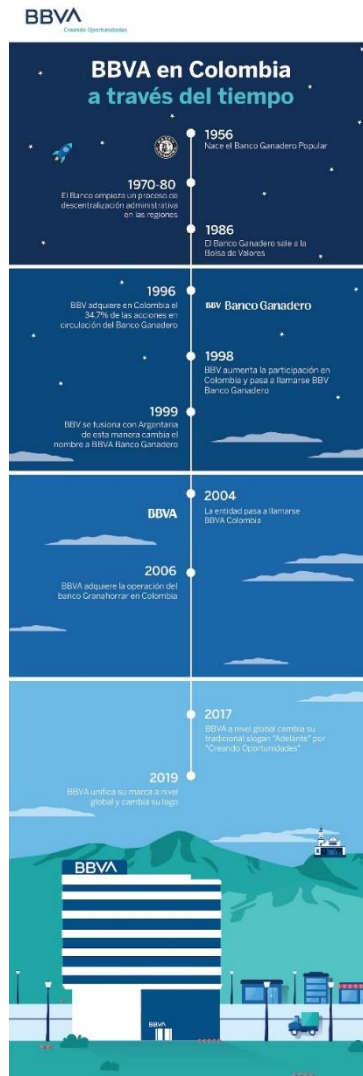 BBVA
Creando Oportunidades
BBVA en Colombia
a través del tiempo
1956
Nace el Banco Ganadero Popular
1970-80
El Banco empieza un proceso de
descentralización administrativa
en las regiones
1986
El Banco Ganadero sale a la
Bolsa de Valores
1996
BBV adquiere en Colombia el
34.7% de las acciones en
circulación del Banco Ganadero
BBV Banco Ganadero
1998
BBV aumenta la participación en
Colombia y pasa a llamarse BBV
Banco Ganadero
1999
BBV se fusiona con Argentaria
de esta manera cambia el
nombre a BBVA Banco Ganadero
2004
La entidad pasa a llamarse
BBVA Colombia
BBVA
2006
BBVA adquiere la operación del
banco Granahorrar en Colombia
2017
BBVA a nivel global cambia su
tradicional slogan "Adelante" por
"Creando Oportunidades"
2019
BBVA unifica su marca a nivel
global y cambia su logo
BBVA
BBVA